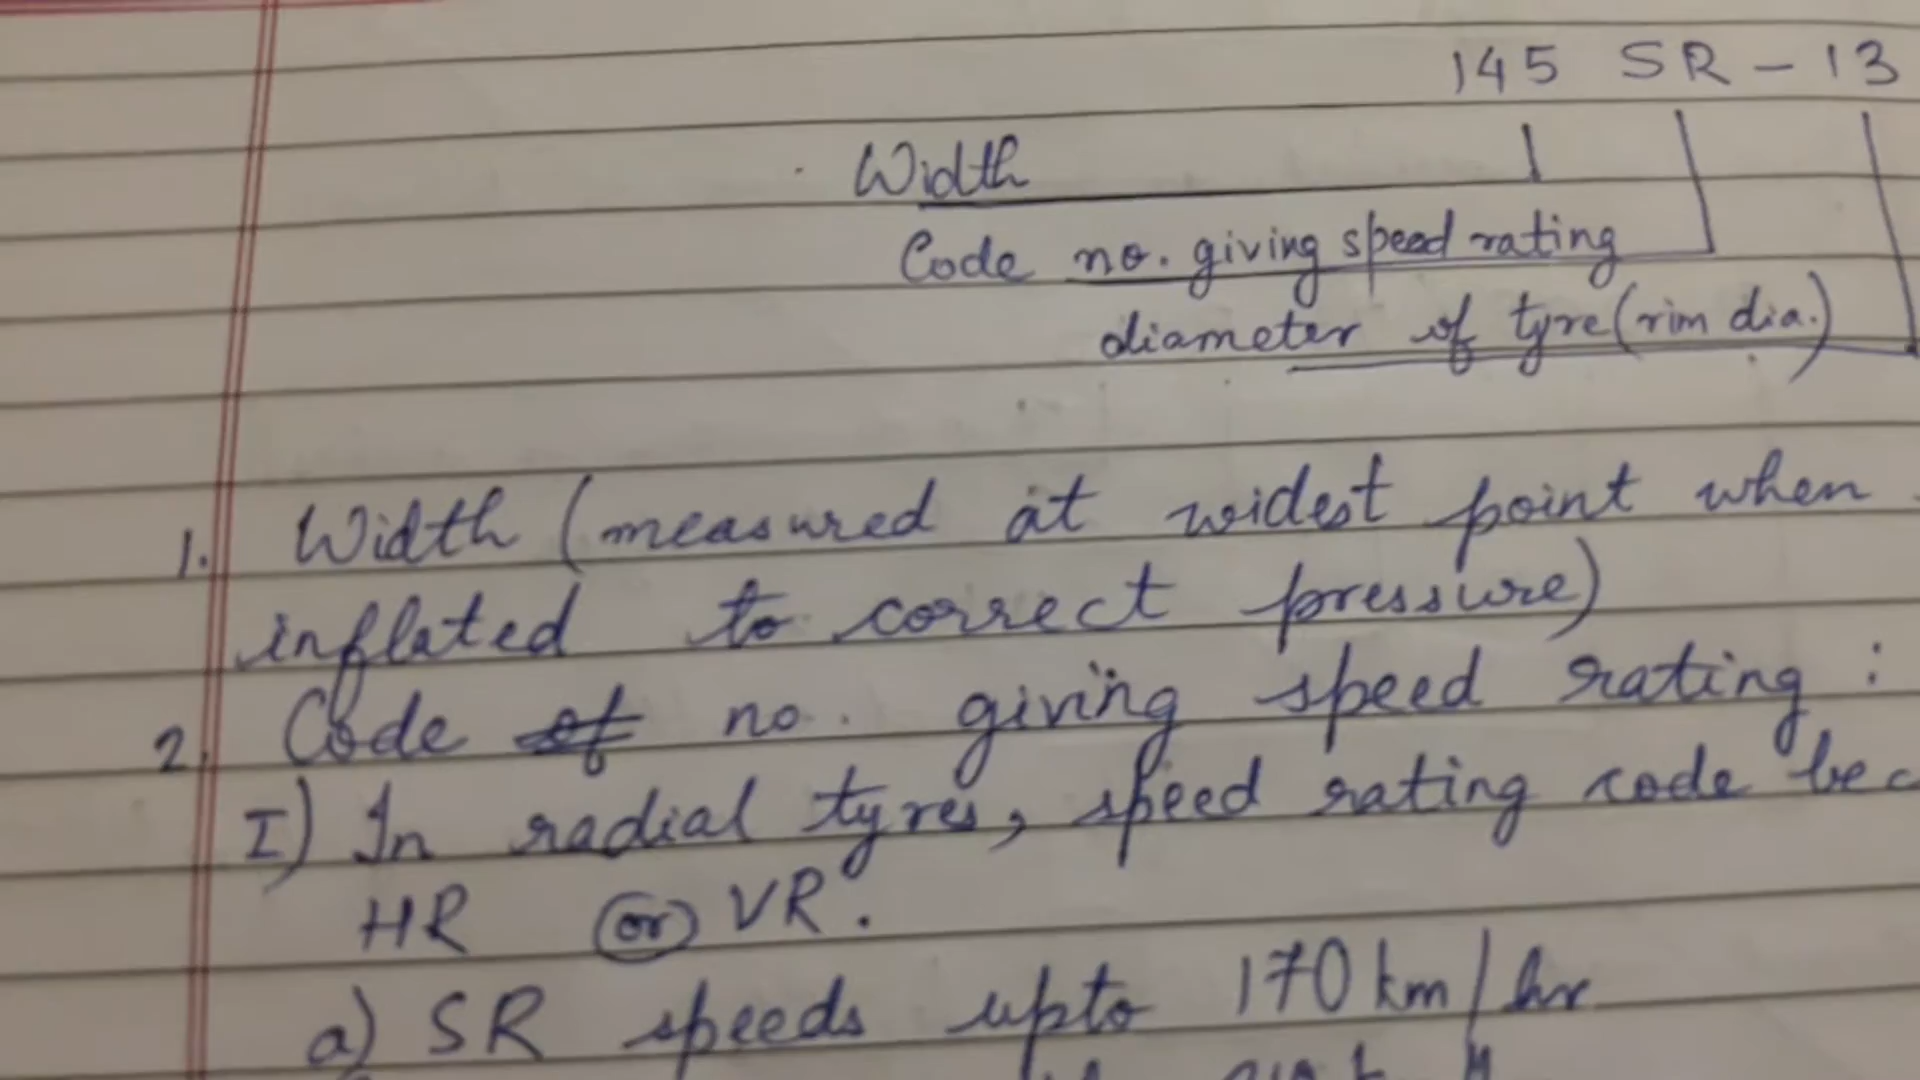 145 SR - 13
Width
Code no. giving speed rating
diameter of tyre (rim dia.)
1. Width (measured at widest point when
inflated to correct pressure)
2. Code of no. giving speed rating :
I) In radial tyres, speed rating code
HR or VR.
a) SR speeds upto 170 km/hr